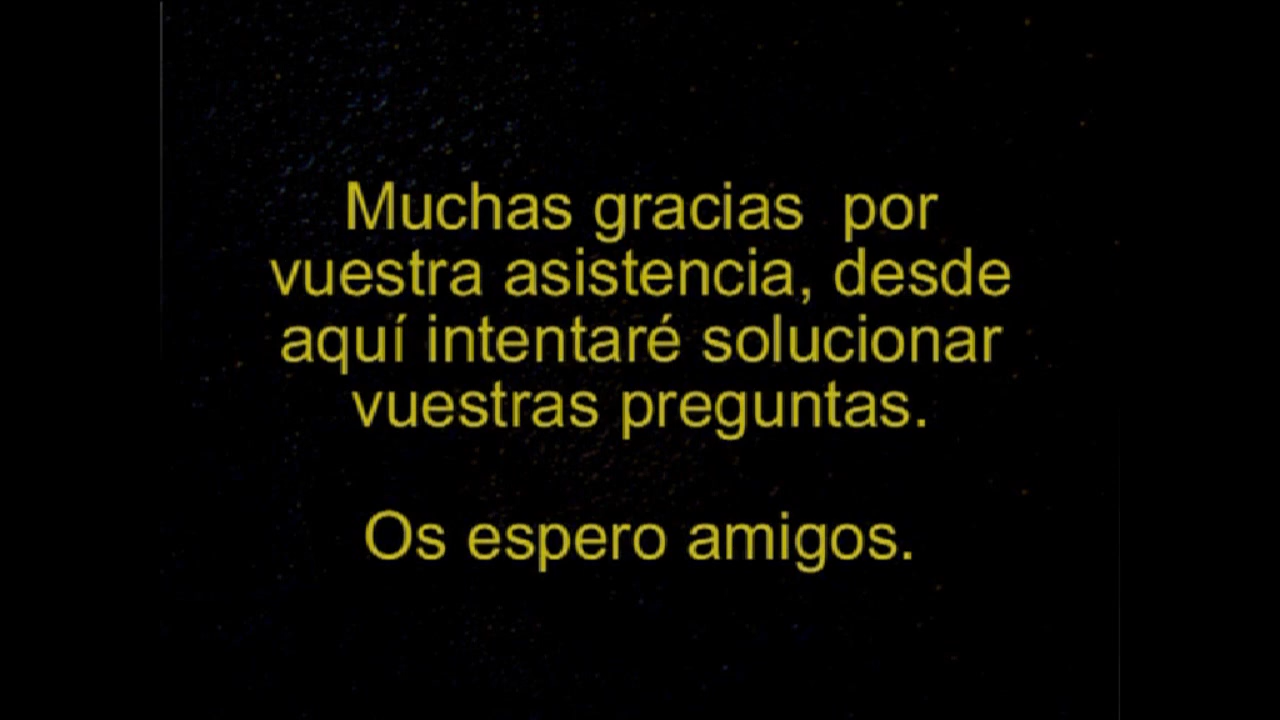 Muchas gracias por
vuestra asistencia, desde
aquí intentaré solucionar
vuestras preguntas.
Os espero amigos.